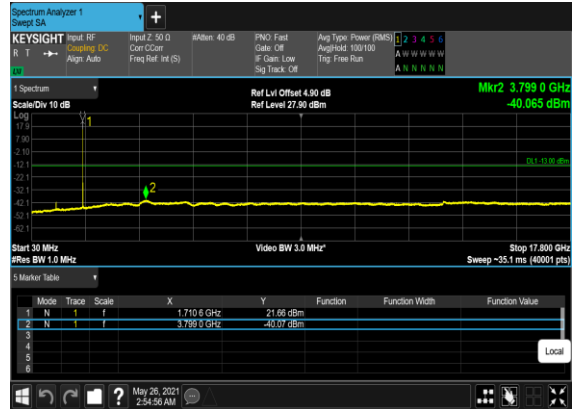 Spectrum Analyzer 1
Swept SA
+
KEYSIGHT Input: RF Input Z: 50 Ω #Atten: 40 dB PNO: Fast Avg Type: Power (RMS) 1 2 3 4 5 6
R T Coupling: DC Corr CCorr Gate: Off Avg|Hold: 100/100 A W W W W W
Align: Auto Freq Ref: Int (S) IF Gain: Low Trig: Free Run
Sig Track: Off A N N N N N
1 Spectrum Ref Lvl Offset 4.90 dB Mkr2 3.799 0 GHz
Scale/Div 10 dB Ref Level 27.90 dBm -40.065 dBm
Log
17.9
7.90
-2.10
-12.1 DL1 -13.00 dBm
-22.1
-32.1
-42.1
-52.1
-62.1
1
2
Start 30 MHz Video BW 3.0 MHz* Stop 17.800 GHz
#Res BW 1.0 MHz Sweep ~35.1 ms (40001 pts)
5 Marker Table
Mode Trace Scale X Y Function Function Width Function Value
1 N 1 f 1.710 6 GHz 21.66 dBm
2 N 1 f 3.799 0 GHz -40.07 dBm
3
4
5
6
Local
? May 26, 2021
2:54:56 AM